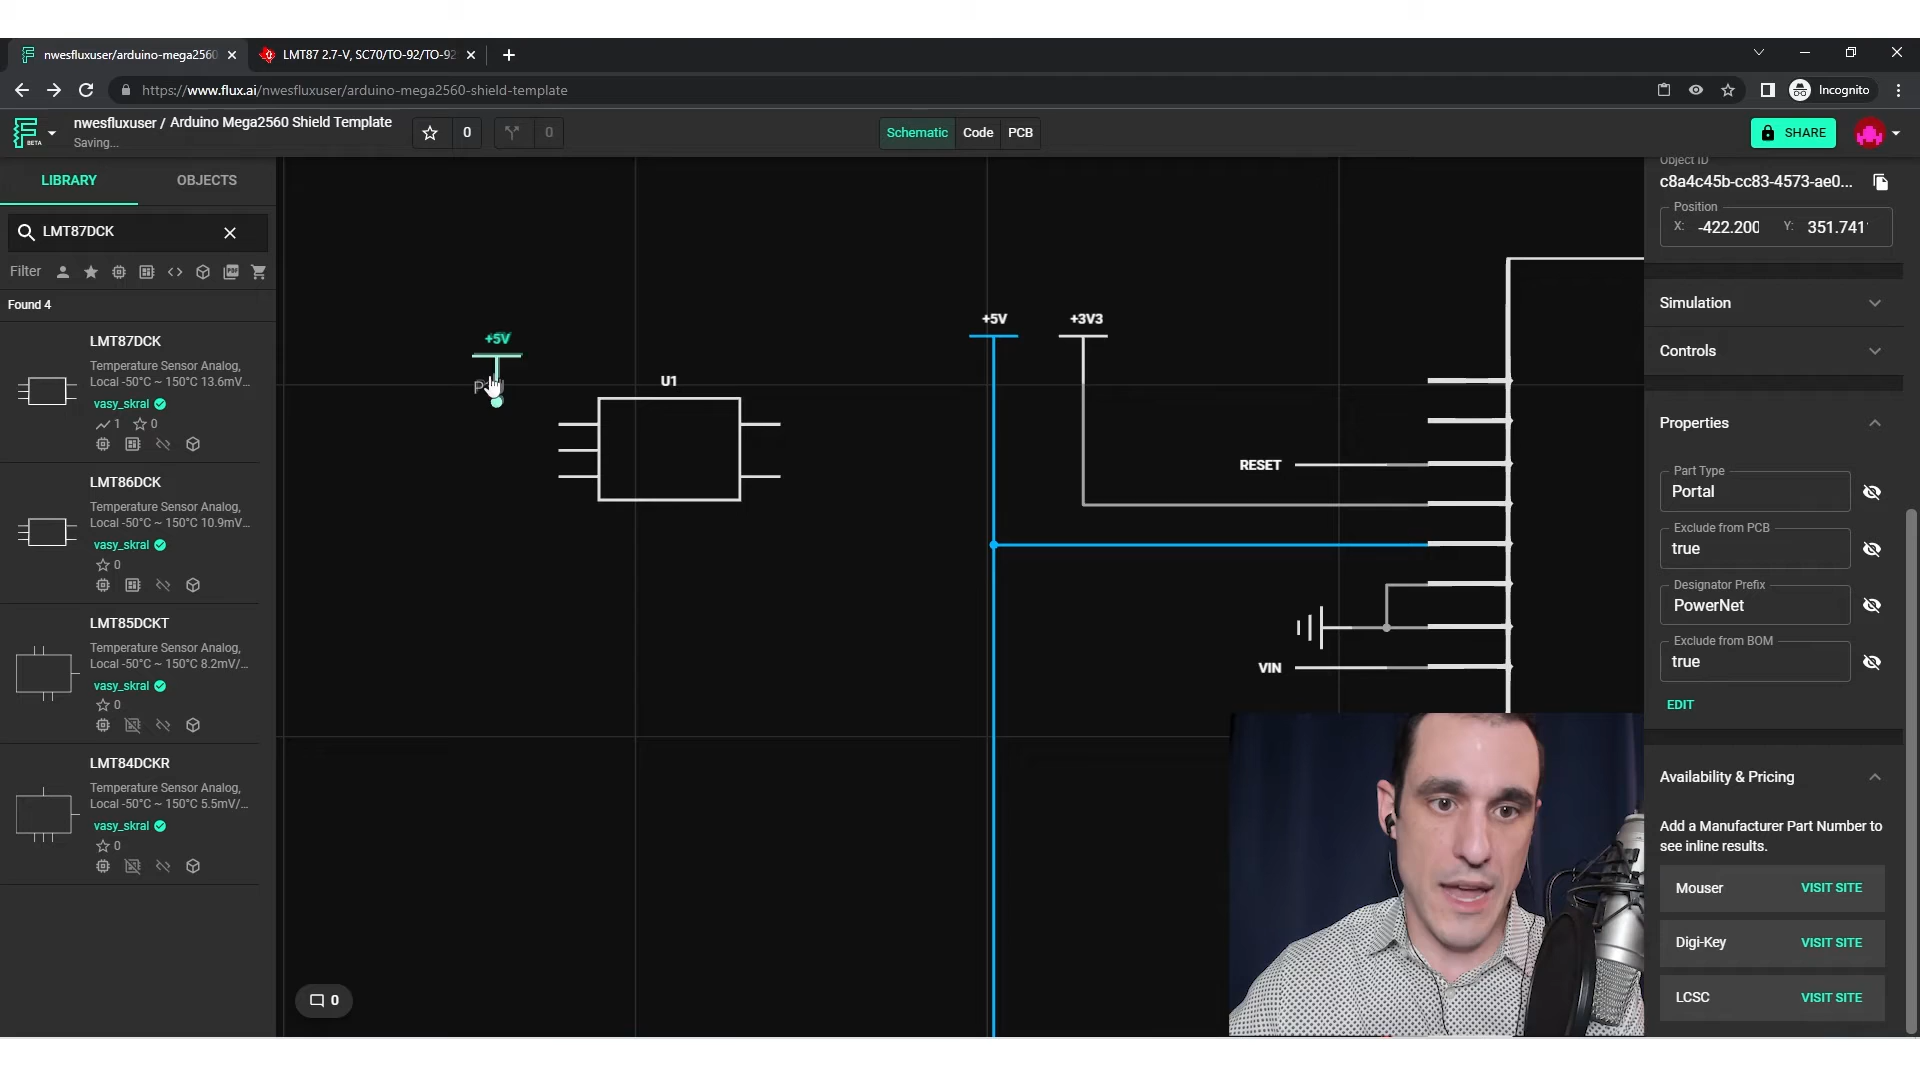 nwesfluxuser/arduino-mega2560
LMT87 2.7-V, SC70/TO-92/TO-92
https://www.flux.ai/nwesfluxuser/arduino-mega2560-shield-template
Incognito
BETA
nwesfluxuser / Arduino Mega2560 Shield Template
Saving...
0
0
Schematic
Code
PCB
SHARE
LIBRARY
OBJECTS
LMT87DCK
Filter
PDF
Found 4
LMT87DCK
Temperature Sensor Analog,
Local -50°C ~ 150°C 13.6mV...
vasy_skral
1
0
LMT86DCK
Temperature Sensor Analog,
Local -50°C ~ 150°C 10.9mV...
vasy_skral
0
LMT85DCKT
Temperature Sensor Analog,
Local -50°C ~ 150°C 8.2mV/...
vasy_skral
0
LMT84DCKR
Temperature Sensor Analog,
Local -50°C ~ 150°C 5.5mV/...
vasy_skral
0
+5V
U1
+5V
+3V3
RESET
VIN
0
Object ID
c8a4c45b-cc83-4573-ae0...
Position
X: -422.200 Y: 351.741
Simulation
Controls
Properties
Part Type
Portal
Exclude from PCB
true
Designator Prefix
PowerNet
Exclude from BOM
true
EDIT
Availability & Pricing
Add a Manufacturer Part Number to
see inline results.
Mouser VISIT SITE
Digi-Key VISIT SITE
LCSC VISIT SITE